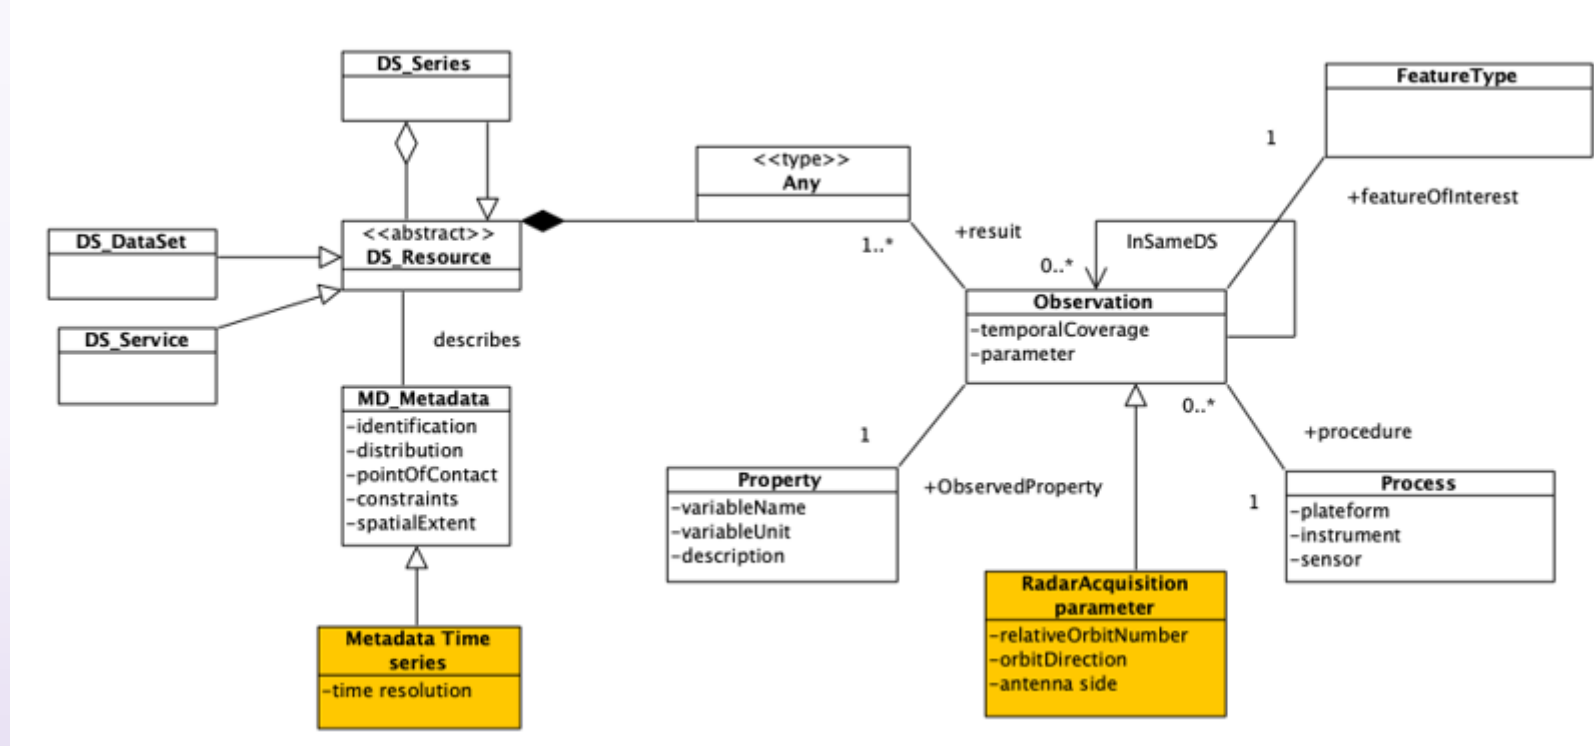 DS_Series
FeatureType
<<type>>
Any
1
+featureOfInterest
<<abstract>>
DS_Resource
DS_DataSet
1..*
+resuit
InSameDS
0..*
Observation
-temporalCoverage
-parameter
DS_Service
describes
MD_Metadata
-identification
-distribution
-pointOfContact
-constraints
-spatialExtent
0..*
1
+procedure
Property
-variableName
-variableUnit
-description
+ObservedProperty
1
Process
-plateform
-instrument
-sensor
RadarAcquisition
parameter
-relativeOrbitNumber
-orbitDirection
-antenna side
Metadata Time
series
-time resolution